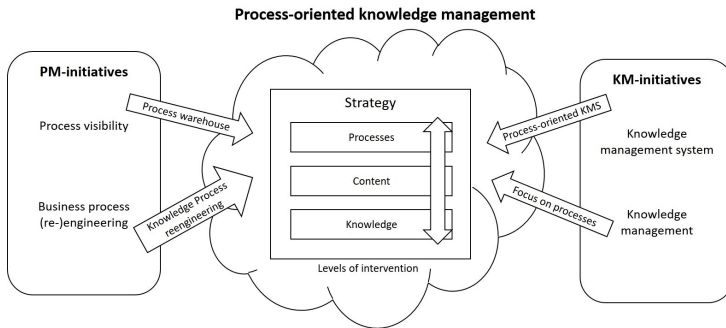 Process-oriented knowledge management
PM-initiatives
Process visibility
Business process
(re-)engineering
Process warehouse
Knowledge Process
reengineering
Strategy
Processes
Content
Knowledge
Levels of intervention
KM-initiatives
Process-oriented KMS
Knowledge
management system
Focus on processes
Knowledge
management